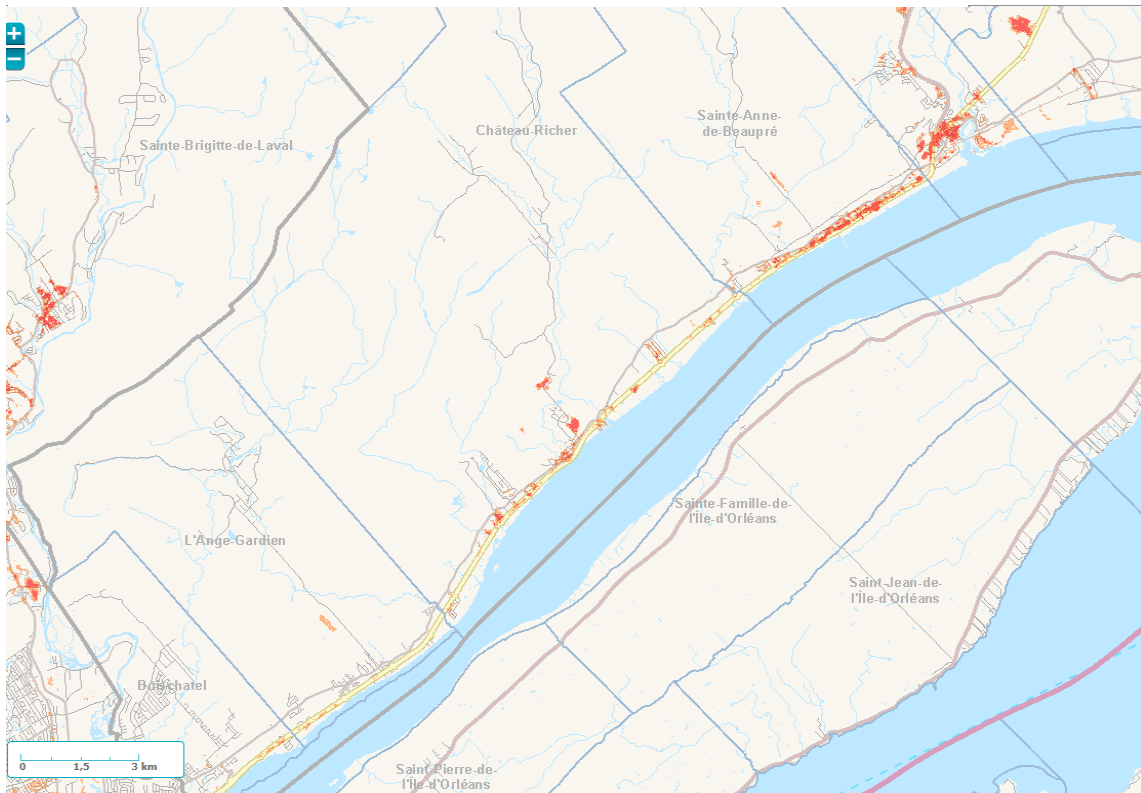 +
−
Sainte-Anne-
de-Beaupré
Château-Richer
Sainte-Brigitte-de-Laval
Sainte-Famille-de-
l'Île-d'Orléans
L'Ange-Gardien
Saint-Jean-de-
l'Île-d'Orléans
Boischatel
Saint-Pierre-de-
l'Île-d'Orléans
0 1,5 3 km